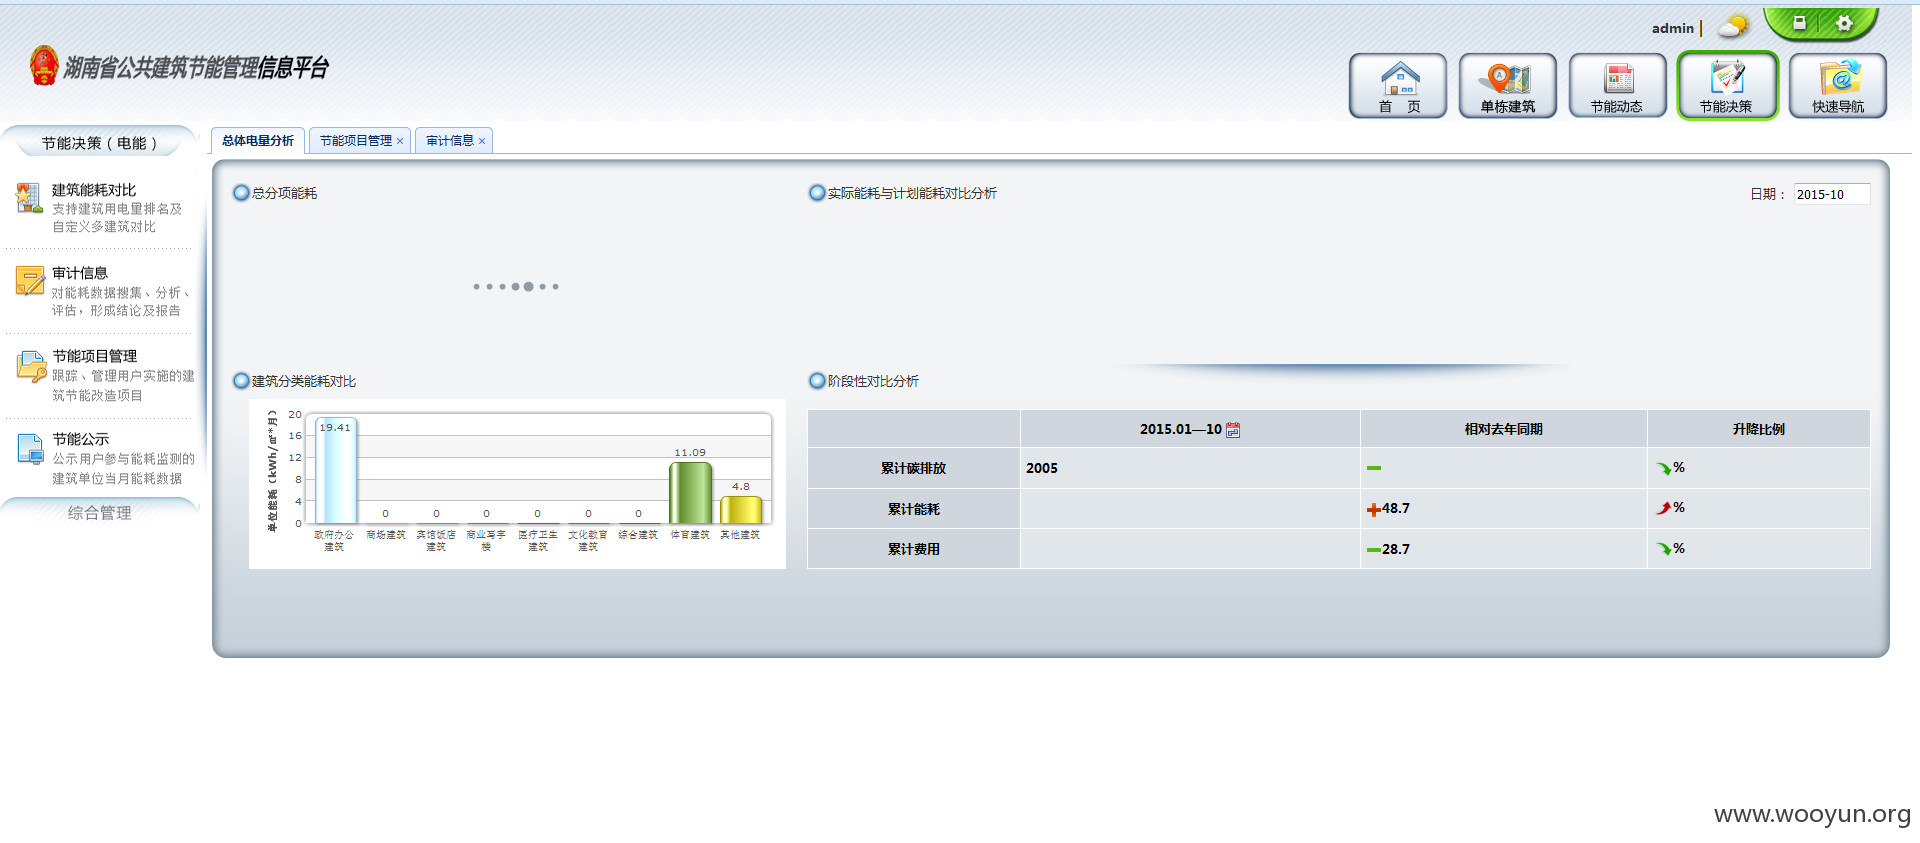 admin |
湖南省公共建筑节能管理信息平台
首 页
单栋建筑
节能动态
节能决策
快速导航
节能决策（电能）
总体电量分析
节能项目管理 ×
审计信息 ×
建筑能耗对比
支持建筑用电量排名及
自定义多建筑对比
审计信息
对能耗数据搜集、分析、
评估，形成结论及报告
节能项目管理
跟踪、管理用户实施的建
筑节能改造项目
节能公示
公示用户参与能耗监测的
建筑单位当月能耗数据
综合管理
总分项能耗
实际能耗与计划能耗对比分析
日期： 2015-10
建筑分类能耗对比
单位能耗（kWh/㎡*月）
20
16
12
8
4
0
19.41
0
0
0
0
0
0
11.09
4.8
政府办公
建筑
商场建筑
宾馆饭店
建筑
商业写字
楼
医疗卫生
建筑
文化教育
建筑
综合建筑
体育建筑
其他建筑
阶段性对比分析
2015.01—10 相对去年同期 升降比例
累计碳排放 2005 %
累计能耗 48.7 %
累计费用 28.7 %
www.wooyun.org